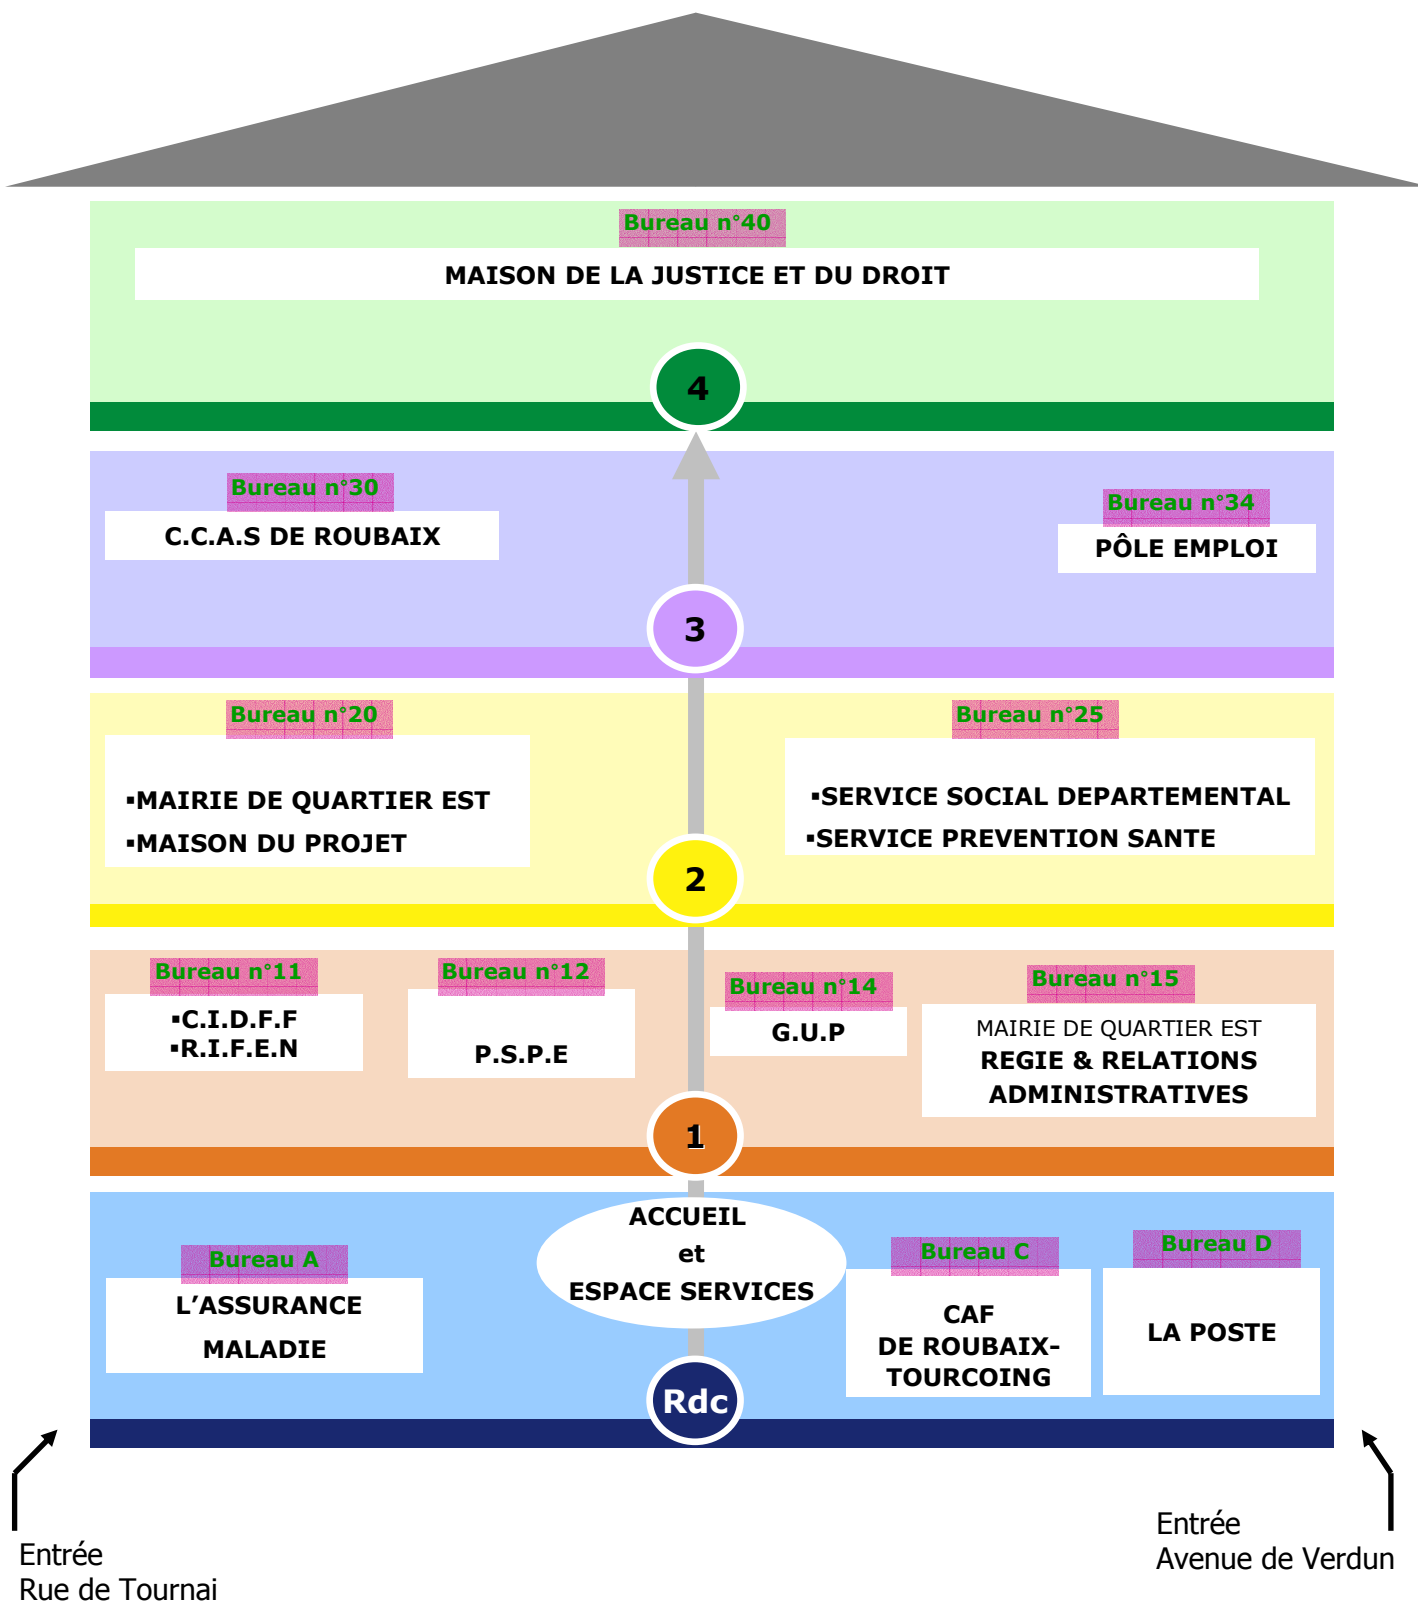 Bureau n°40
MAISON DE LA JUSTICE ET DU DROIT
4
Bureau n°30
C.C.A.S DE ROUBAIX
Bureau n°34
PÔLE EMPLOI
3
Bureau n°20
▪MAIRIE DE QUARTIER EST
▪MAISON DU PROJET
Bureau n°25
▪SERVICE SOCIAL DEPARTEMENTAL
▪SERVICE PREVENTION SANTE
2
Bureau n°11
▪C.I.D.F.F
▪R.I.F.E.N
Bureau n°12
P.S.P.E
Bureau n°14
G.U.P
Bureau n°15
MAIRIE DE QUARTIER EST
REGIE & RELATIONS
ADMINISTRATIVES
1
Bureau A
L’ASSURANCE
MALADIE
ACCUEIL
et
ESPACE SERVICES
Bureau C
CAF
DE ROUBAIX-
TOURCOING
Bureau D
LA POSTE
Rdc
Entrée
Rue de Tournai
Entrée
Avenue de Verdun